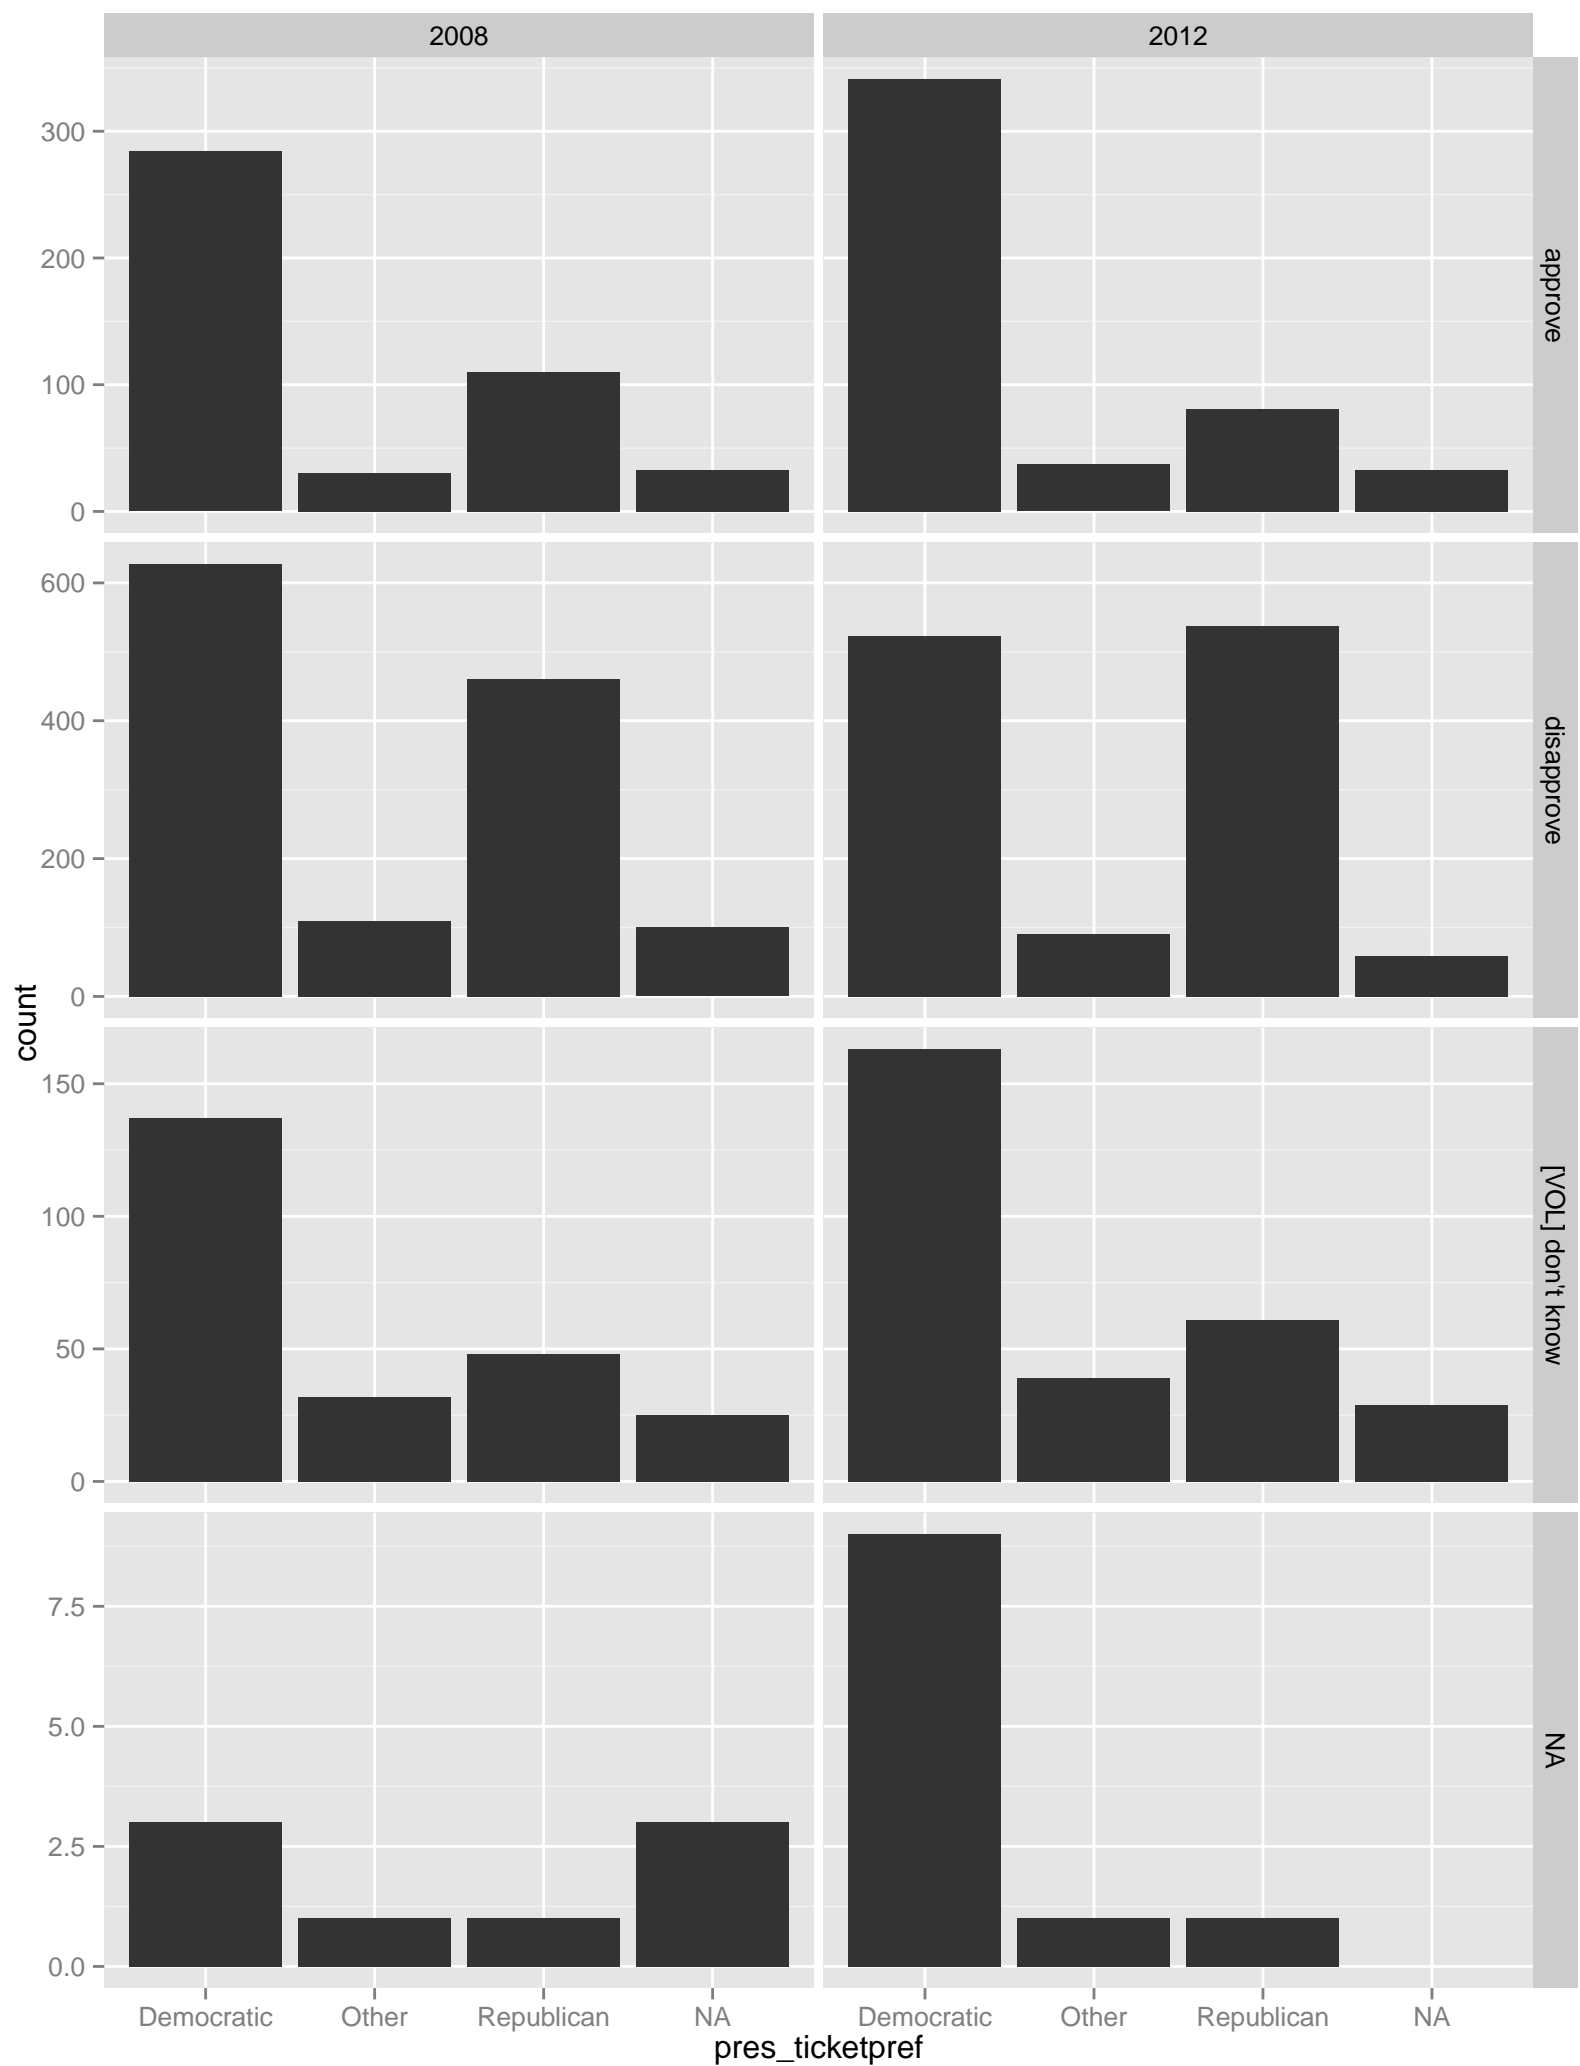 2008
2012
300
200
100
0
approve
600
400
200
0
disapprove
150
100
50
0
[VOL] don't know
7.5
5.0
2.5
0.0
NA
count
Democratic Other Republican NA
Democratic Other Republican NA
pres_ticketpref